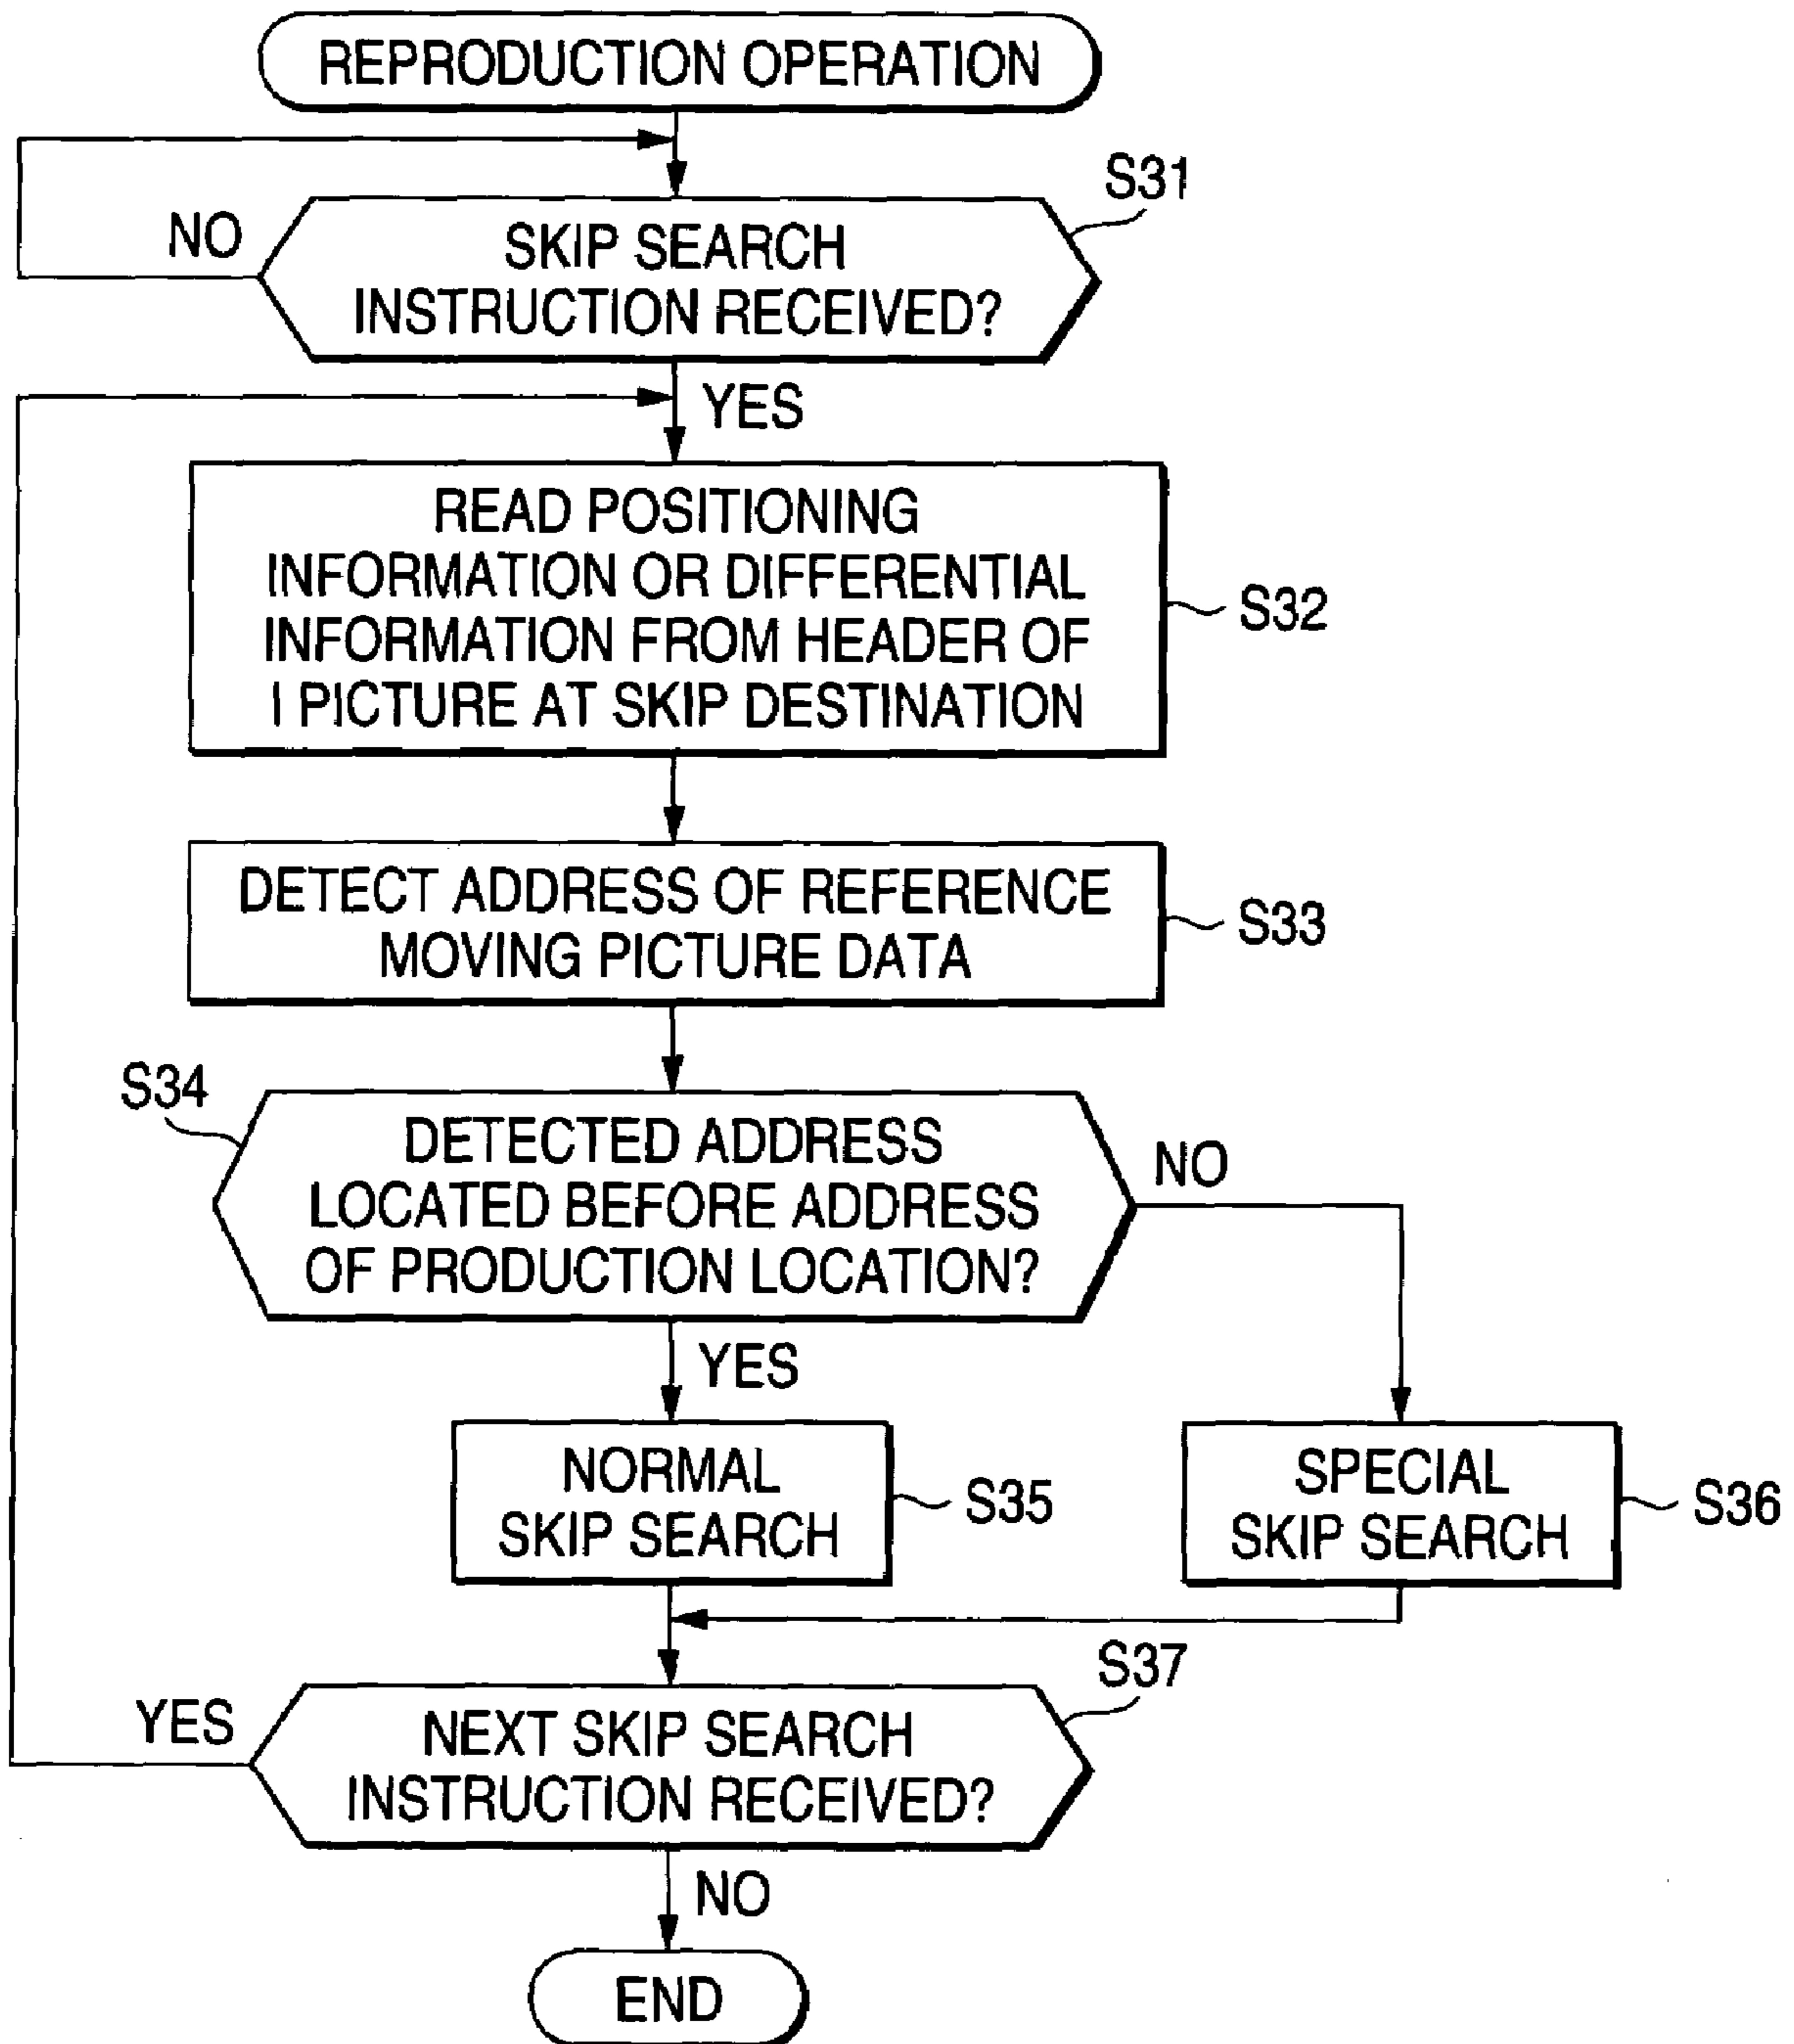 REPRODUCTION OPERATION
S31
NO
SKIP SEARCH
INSTRUCTION RECEIVED?
YES
READ POSITIONING
INFORMATION OR DIFFERENTIAL
INFORMATION FROM HEADER OF
I PICTURE AT SKIP DESTINATION
S32
DETECT ADDRESS OF REFERENCE
MOVING PICTURE DATA
S33
S34
DETECTED ADDRESS
LOCATED BEFORE ADDRESS
OF PRODUCTION LOCATION?
NO
YES
NORMAL
SKIP SEARCH
S35
SPECIAL
SKIP SEARCH
S36
S37
YES
NEXT SKIP SEARCH
INSTRUCTION RECEIVED?
NO
END